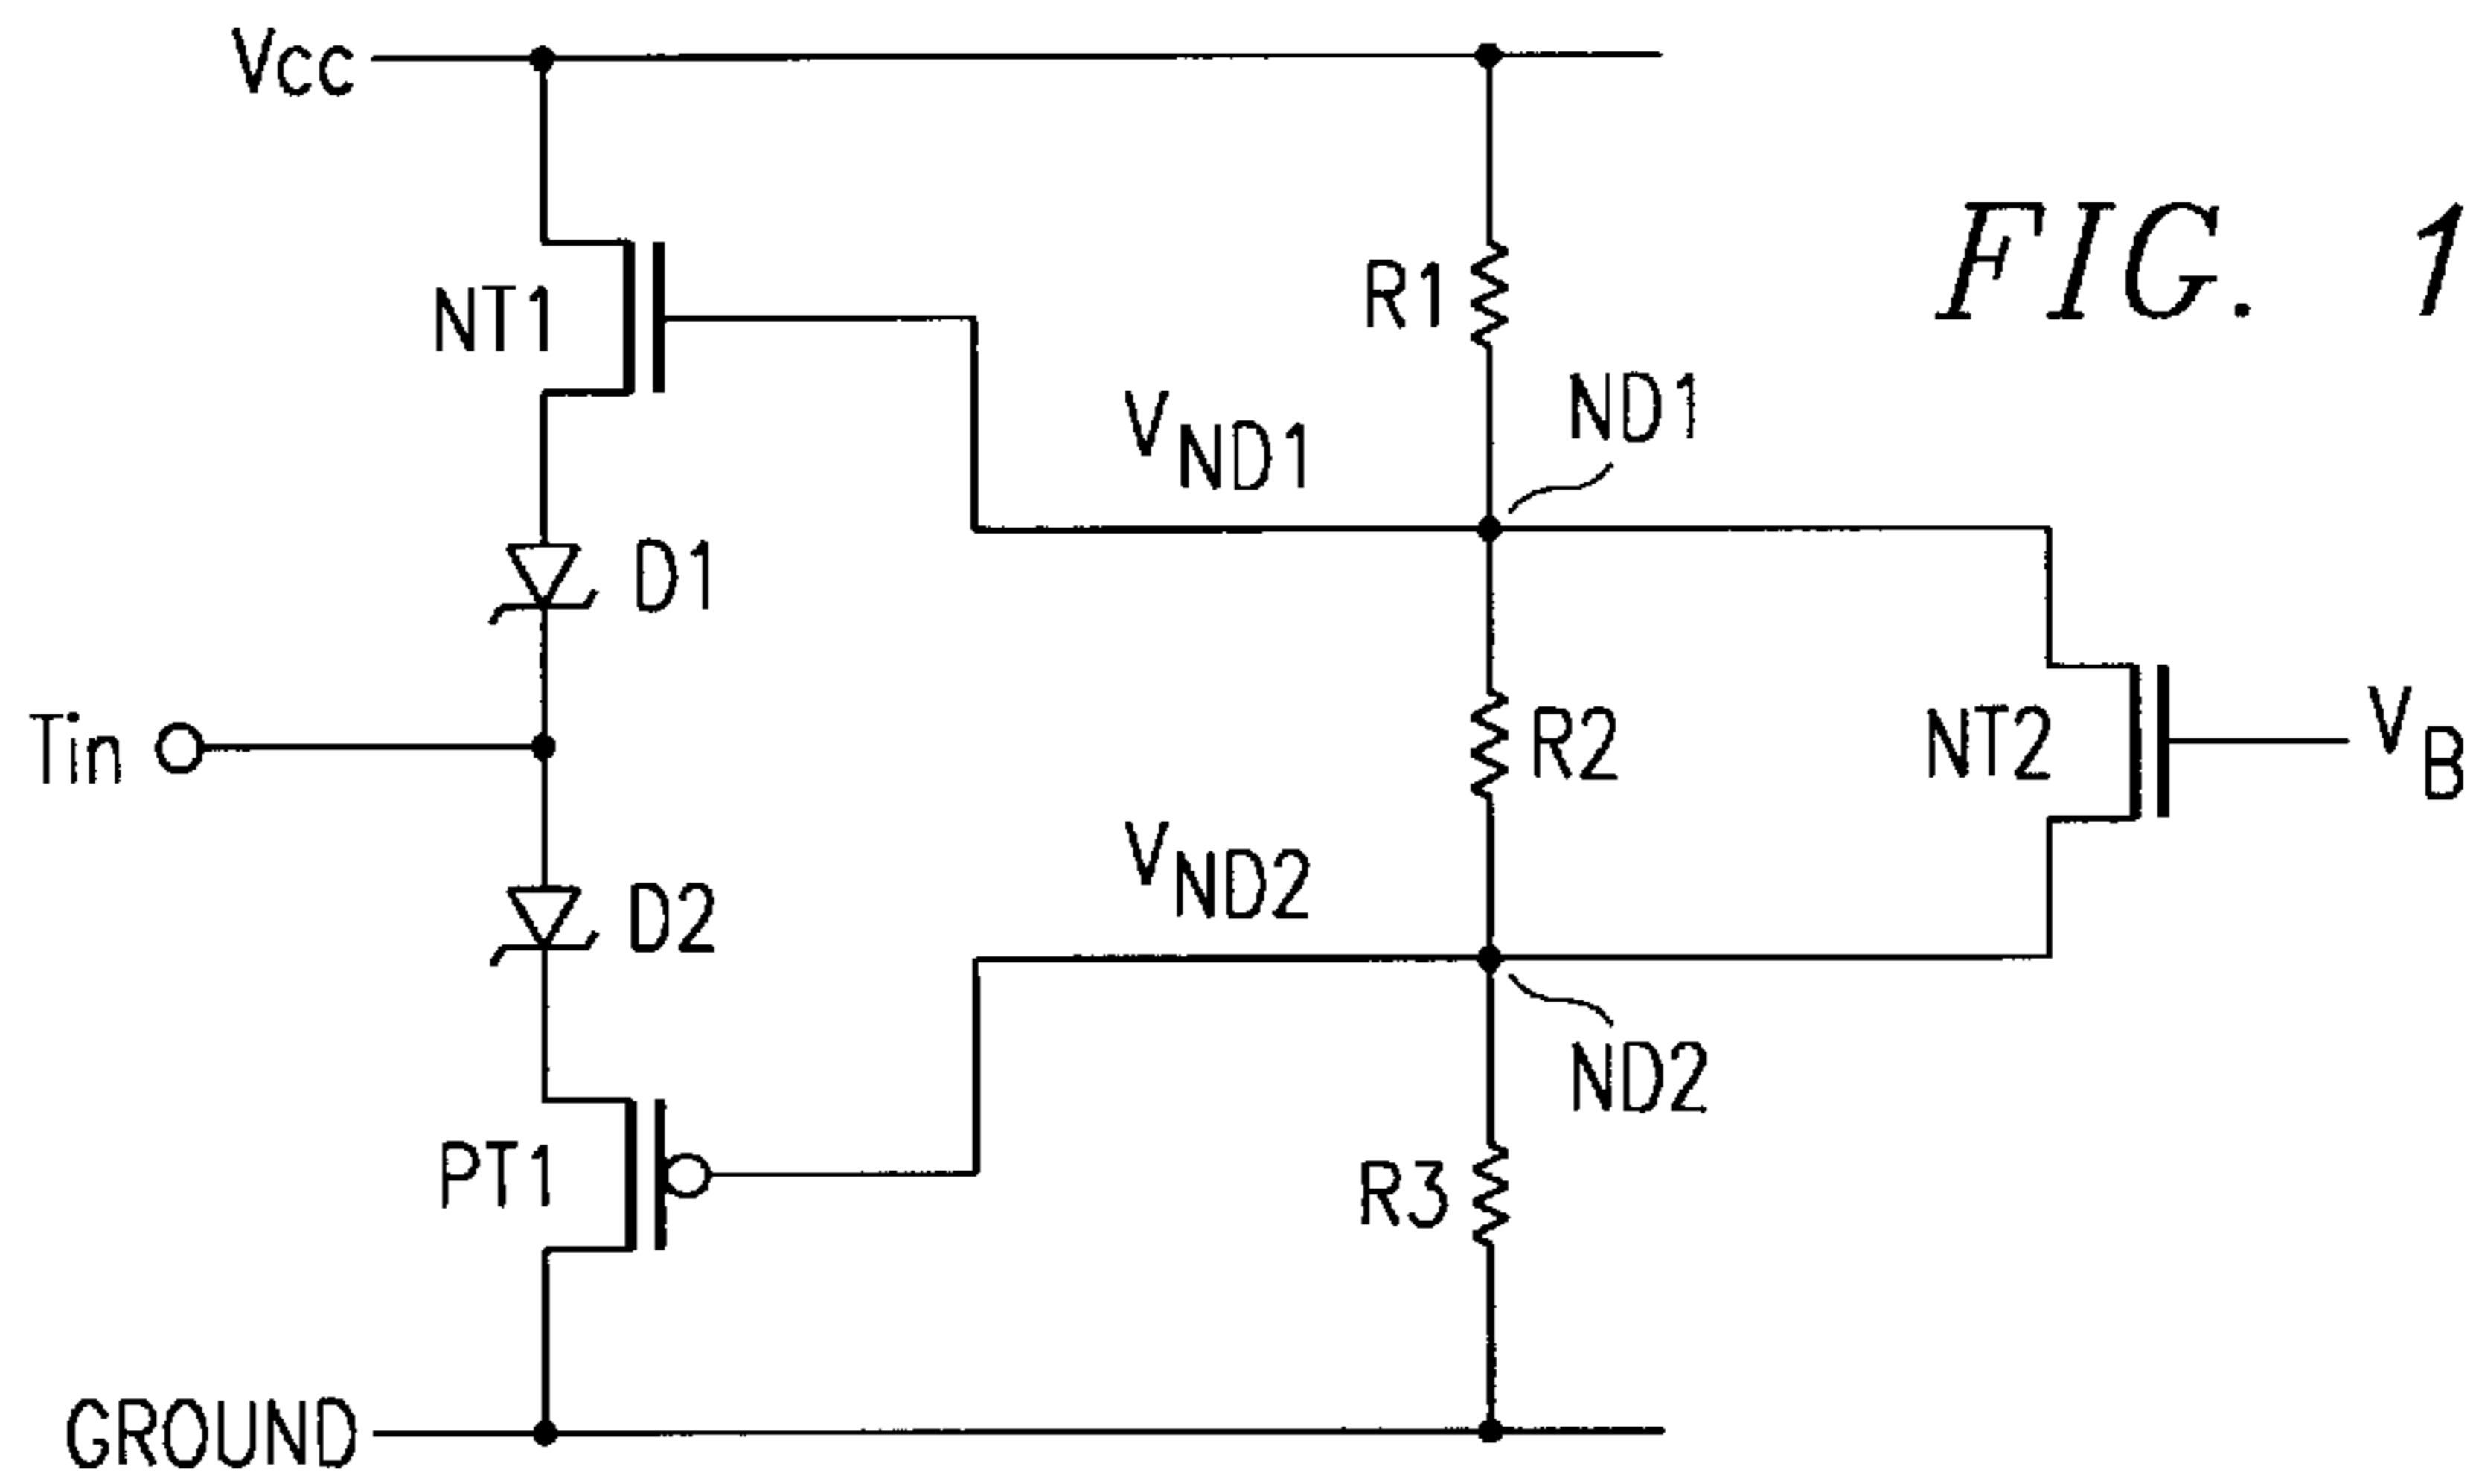 Vcc
FIG. 1
NT1
R1
VND1
ND1
D1
Tin
R2
NT2
VB
VND2
D2
ND2
PT1
R3
GROUND